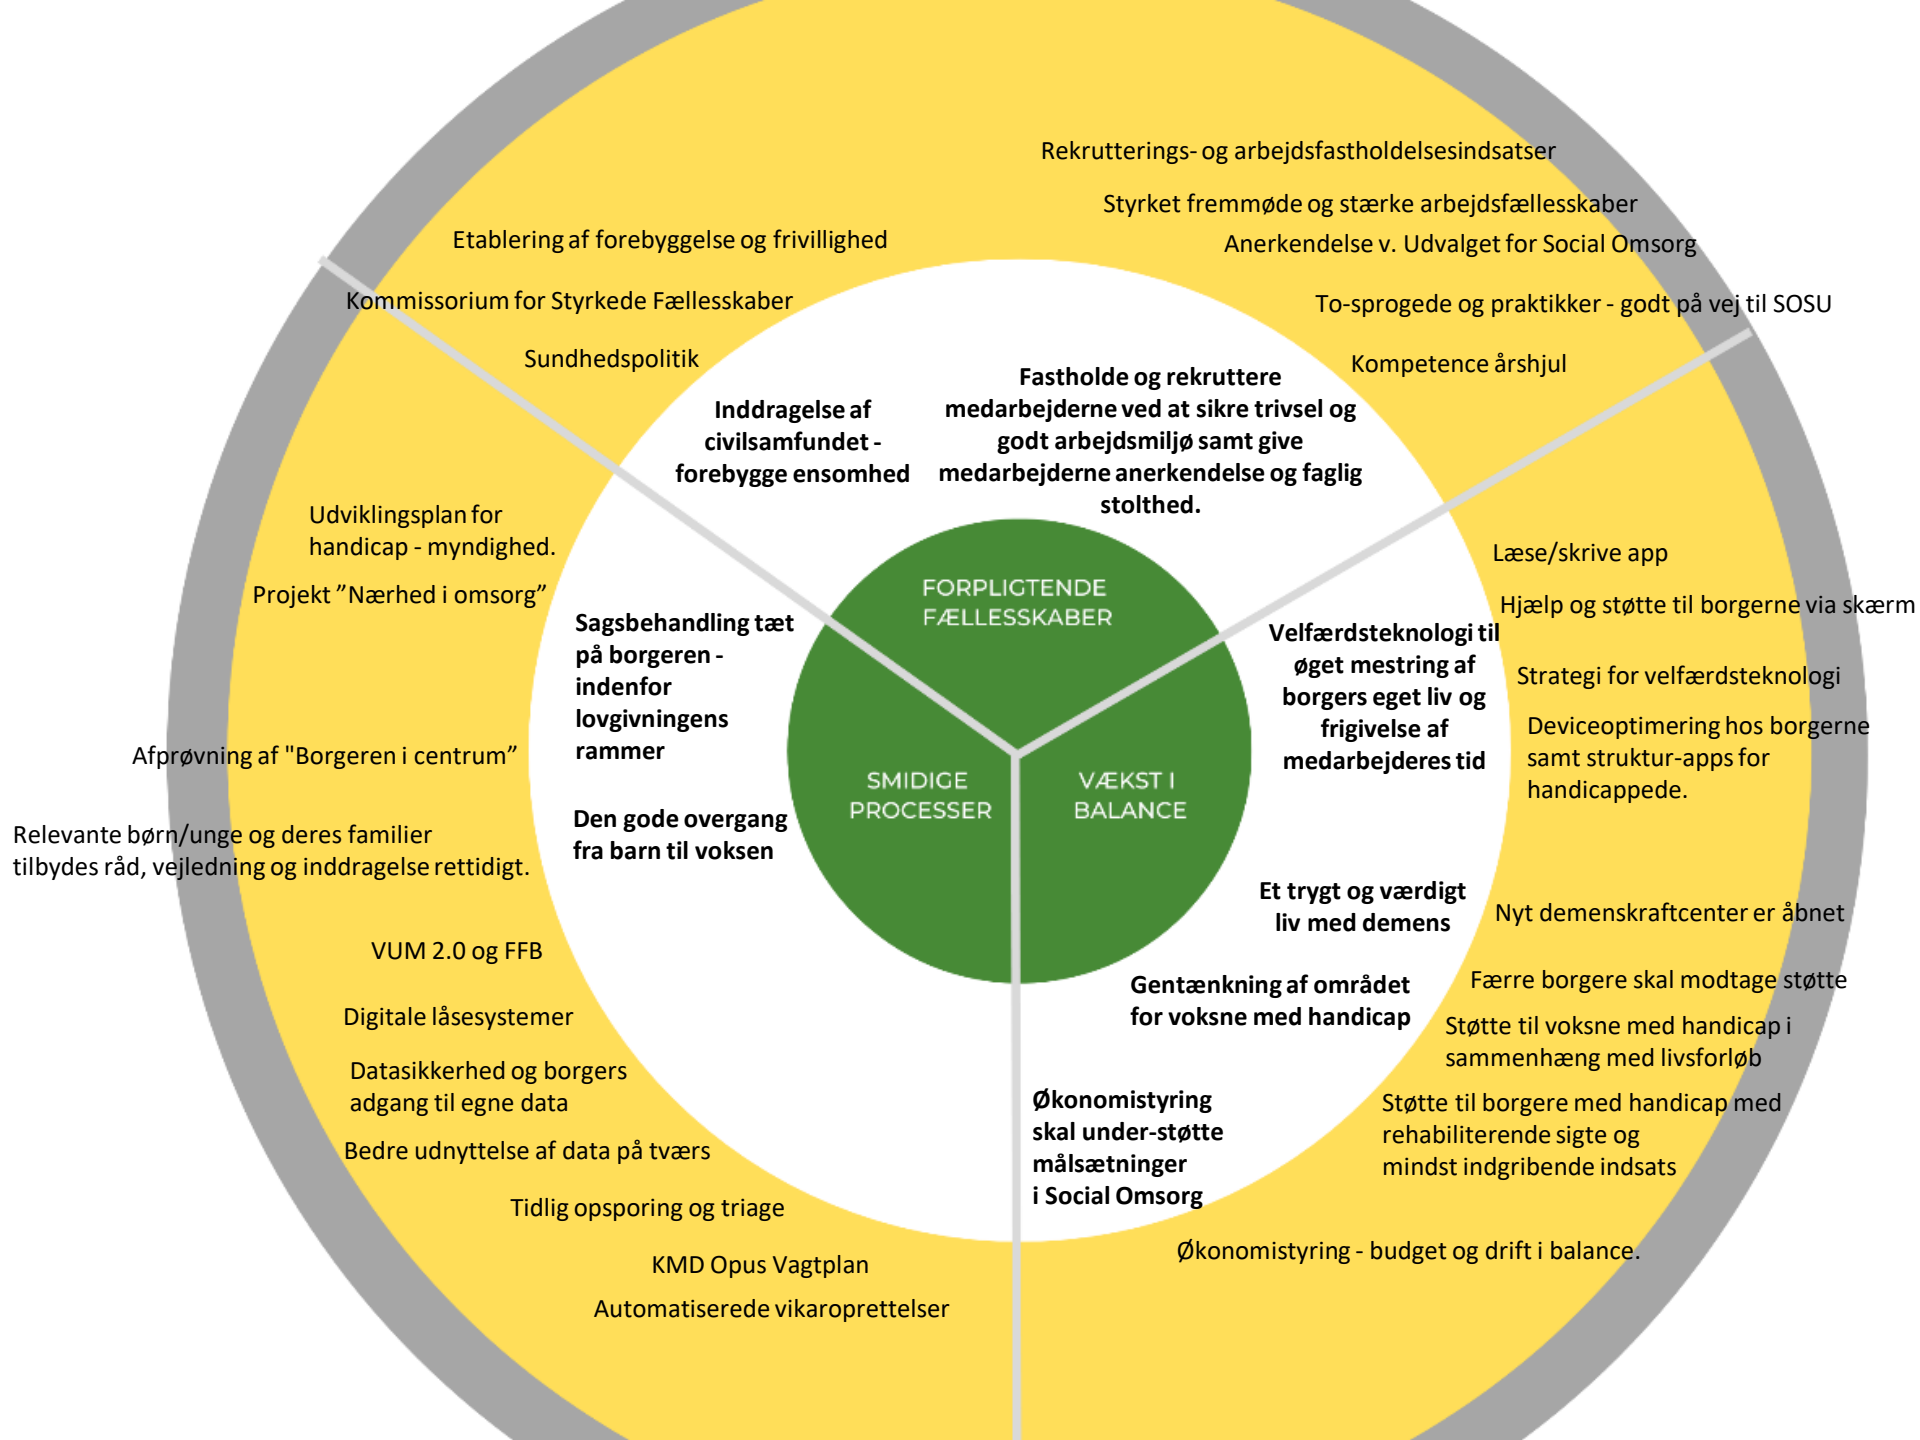 Rekrutterings- og arbejdsfastholdelsesindsatser
Styrket fremmøde og stærke arbejdsfællesskaber
Anerkendelse v. Udvalget for Social Omsorg
To-sprogede og praktikker - godt på vej til SOSU
Kompetence årshjul
Etablering af forebyggelse og frivillighed
Kommissorium for Styrkede Fællesskaber
Sundhedspolitik
Inddragelse af
civilsamfundet -
forebygge ensomhed
Fastholde og rekruttere
medarbejderne ved at sikre trivsel og
godt arbejdsmiljø samt give
medarbejderne anerkendelse og faglig
stolthed.
FORPLIGTENDE
FÆLLESSKABER
SMIDIGE
PROCESSER
VÆKST I
BALANCE
Udviklingsplan for
handicap - myndighed.
Projekt ”Nærhed i omsorg”
Afprøvning af "Borgeren i centrum”
Relevante børn/unge og deres familier
tilbydes råd, vejledning og inddragelse rettidigt.
Sagsbehandling tæt
på borgeren -
indenfor
lovgivningens
rammer
Den gode overgang
fra barn til voksen
VUM 2.0 og FFB
Digitale låsesystemer
Datasikkerhed og borgers
adgang til egne data
Bedre udnyttelse af data på tværs
Tidlig opsporing og triage
KMD Opus Vagtplan
Automatiserede vikaroprettelser
Velfærdsteknologi til
øget mestring af
borgers eget liv og
frigivelse af
medarbejderes tid
Et trygt og værdigt
liv med demens
Gentænkning af området
for voksne med handicap
Økonomistyring
skal under-støtte
målsætninger
i Social Omsorg
Læse/skrive app
Hjælp og støtte til borgerne via skærm
Strategi for velfærdsteknologi
Deviceoptimering hos borgerne
samt struktur-apps for
handicappede.
Nyt demenskraftcenter er åbnet
Færre borgere skal modtage støtte
Støtte til voksne med handicap i
sammenhæng med livsforløb
Støtte til borgere med handicap med
rehabiliterende sigte og
mindst indgribende indsats
Økonomistyring - budget og drift i balance.